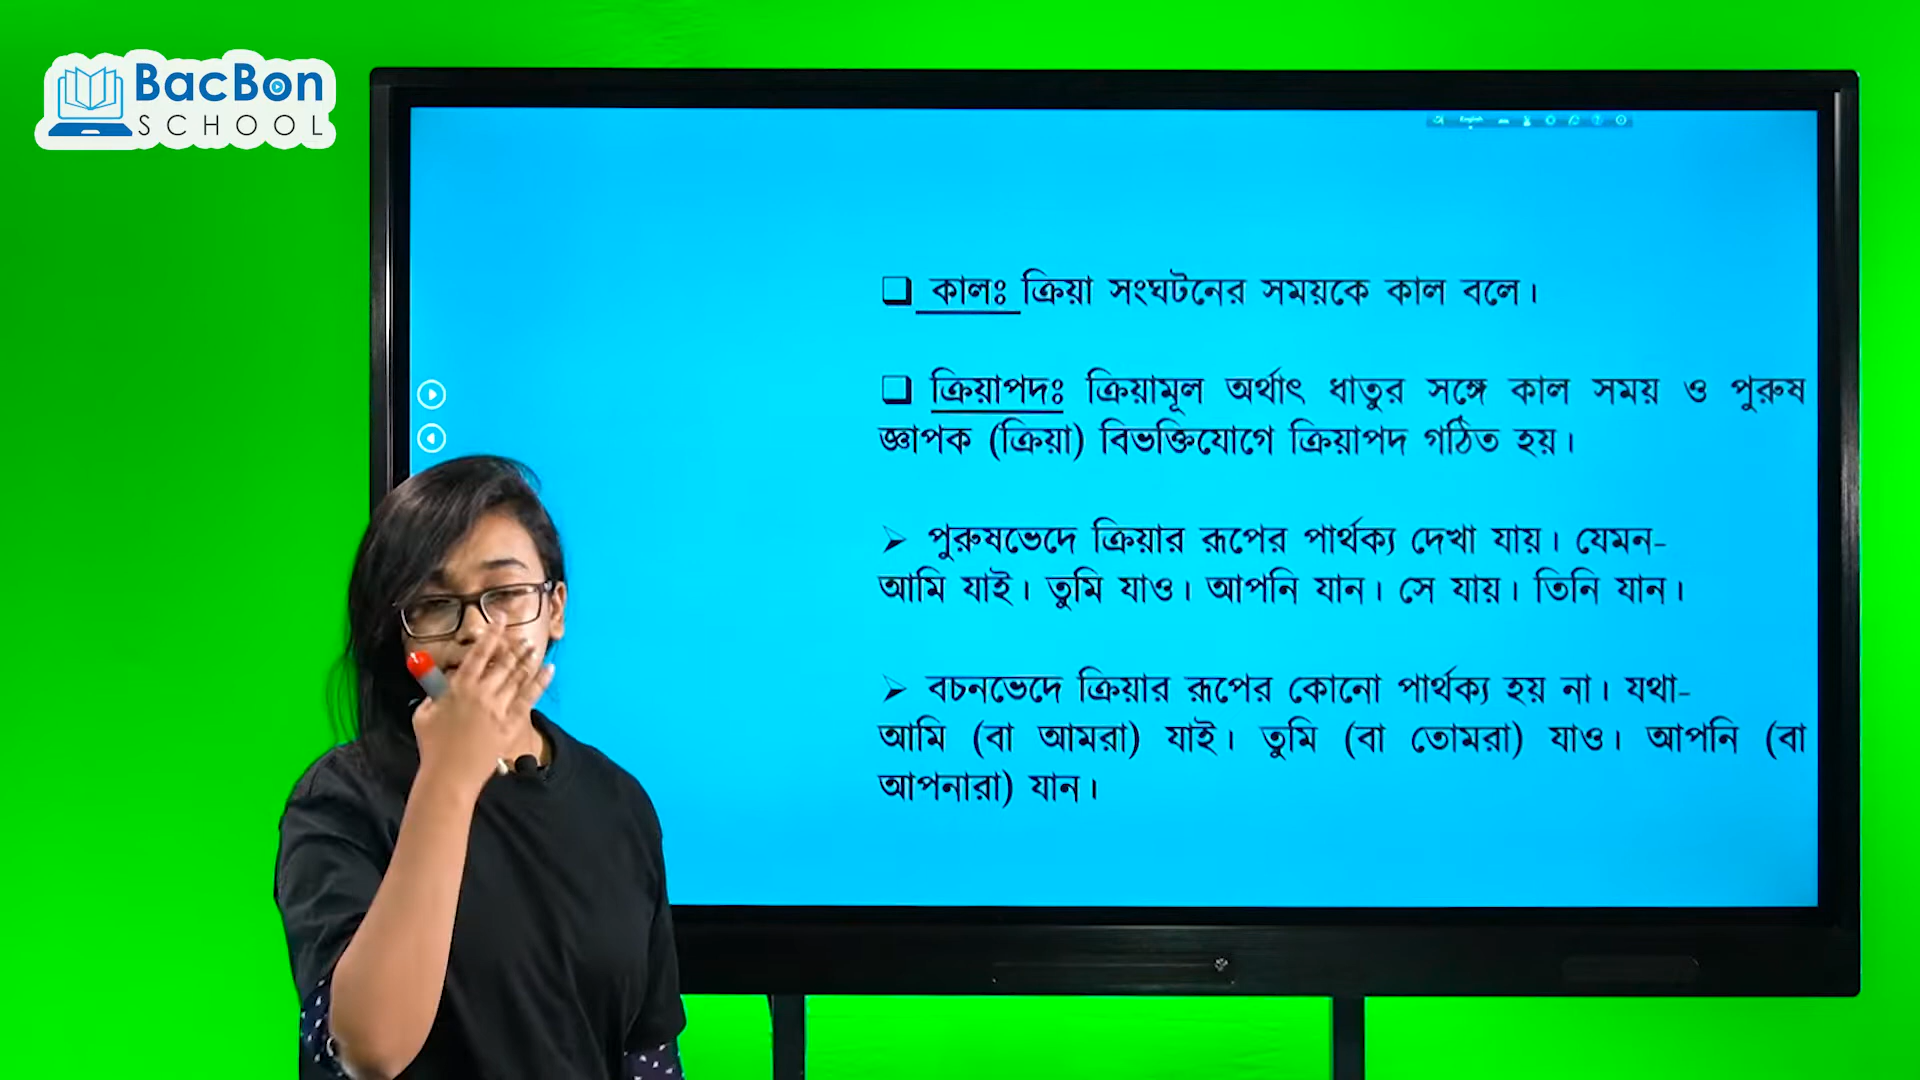 BacBon
SCHOOL
English
কালঃ ক্রিয়া সংঘটনের সময়কে কাল বলে।
ক্রিয়াপদঃ ক্রিয়ামূল অর্থাৎ ধাতুর সঙ্গে কাল সময় ও পুরুষ
জ্ঞাপক (ক্রিয়া) বিভক্তিযোগে ক্রিয়াপদ গঠিত হয়।
পুরুষভেদে ক্রিয়ার রূপের পার্থক্য দেখা যায়। যেমন-
আমি যাই। তুমি যাও। আপনি যান। সে যায়। তিনি যান।
বচনভেদে ক্রিয়ার রূপের কোনো পার্থক্য হয় না। যথা-
আমি (বা আমরা) যাই। তুমি (বা তোমরা) যাও। আপনি (বা
আপনারা) যান।